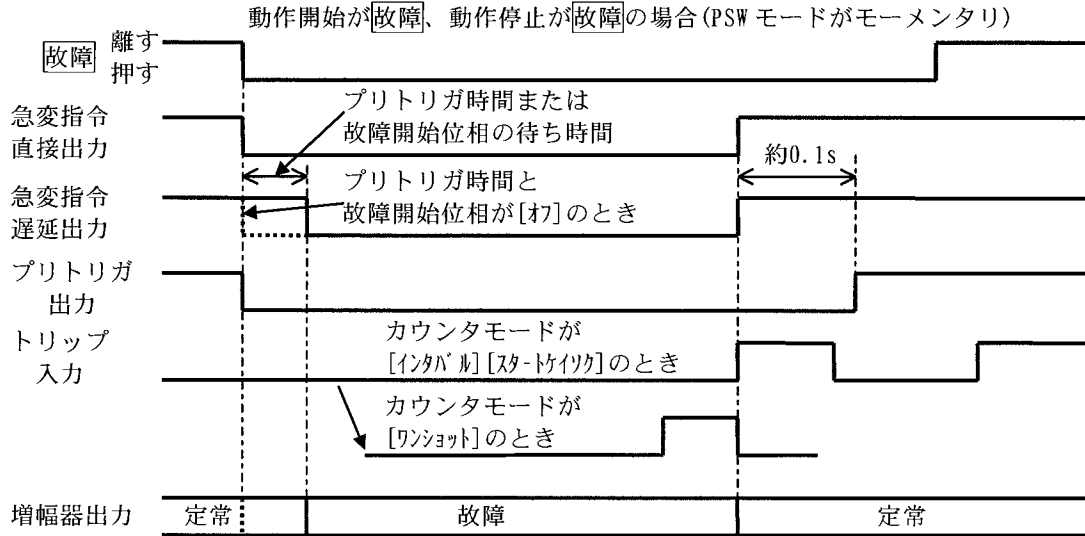 動作開始が故障、動作停止が故障の場合(PSWモードがモーメンタリ)
故障
離す
押す
急変指令
直接出力
プリトリガ時間または
故障開始位相の待ち時間
約0.1s
急変指令
遅延出力
プリトリガ時間と
故障開始位相が[ｵﾌ]のとき
プリトリガ
出力
トリップ
入力
カウンタモードが
[ｲﾝﾀﾊﾞﾙ][ｽﾀｰﾄｹｲｿｸ]のとき
カウンタモードが
[ﾜﾝｼｮｯﾄ]のとき
増幅器出力
定常
故障
定常